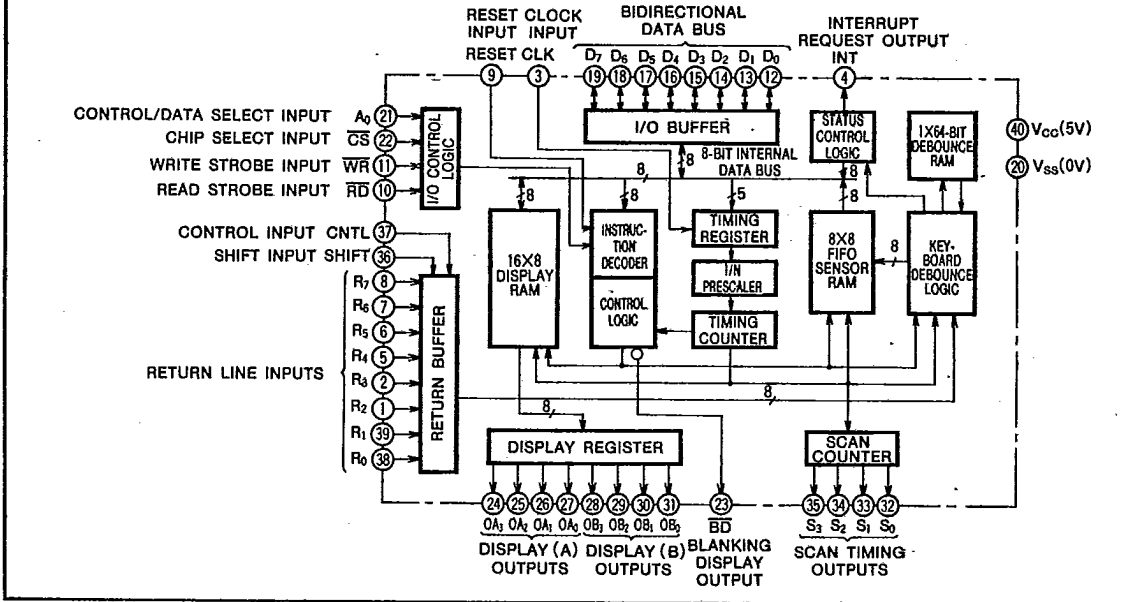 RESET CLOCK
INPUT INPUT
RESET CLK
BIDIRECTIONAL
DATA BUS
D7 D6 D5 D4 D3 D2 D1 D0
INTERRUPT
REQUEST OUTPUT
INT
9 3 19 18 17 16 15 14 13 12 4
CONTROL/DATA SELECT INPUT A0 21
CHIP SELECT INPUT CS 22
WRITE STROBE INPUT WR 11
READ STROBE INPUT RD 10
I/O CONTROL
LOGIC
I/O BUFFER
STATUS
CONTROL
LOGIC
1X64-BIT
DEBOUNCE
RAM
40 VCC(5V)
20 VSS(0V)
8 8-BIT INTERNAL
DATA BUS
8
8
8 8 5 8
CONTROL INPUT CNTL 37
SHIFT INPUT SHIFT 36
16X8
DISPLAY
RAM
INSTRUC-
TION
DECODER
CONTROL
LOGIC
TIMING
REGISTER
I/N
PRESCALER
TIMING
COUNTER
8X8
FIFO
SENSOR
RAM
8
KEY-
BOARD
DEBOUNCE
LOGIC
RETURN LINE INPUTS
R7 8
R6 7
R5 6
R4 5
R3 2
R2 1
R1 39
R0 38
RETURN BUFFER
8
8
DISPLAY REGISTER
SCAN
COUNTER
24 25 26 27 28 29 30 31 23 35 34 33 32
OA3 OA2 OA1 OA0 OB3 OB2 OB1 OB0 BD S3 S2 S1 S0
DISPLAY (A)
OUTPUTS
DISPLAY (B)
OUTPUTS
BLANKING
DISPLAY
OUTPUT
SCAN TIMING
OUTPUTS